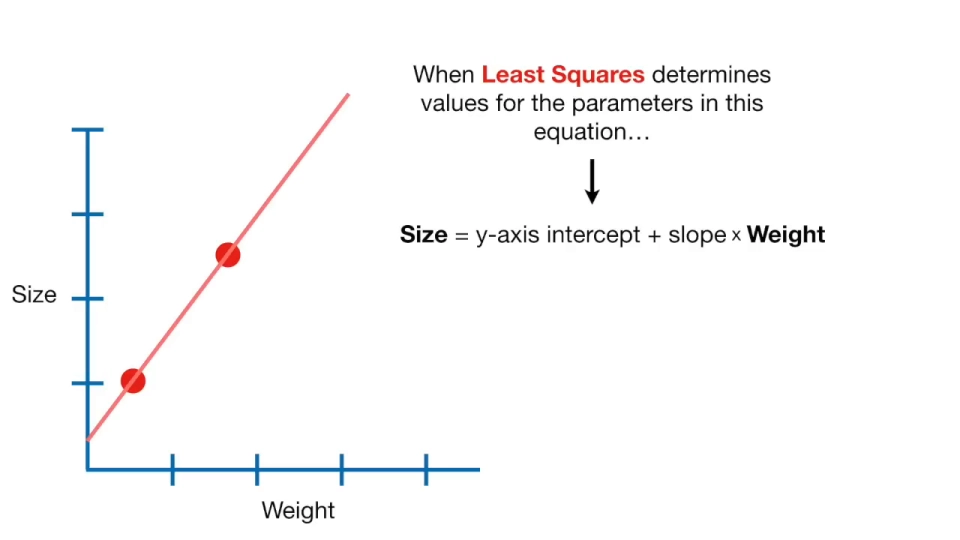 When Least Squares determines
values for the parameters in this
equation…
Size = y-axis intercept + slope x Weight
Size
Weight